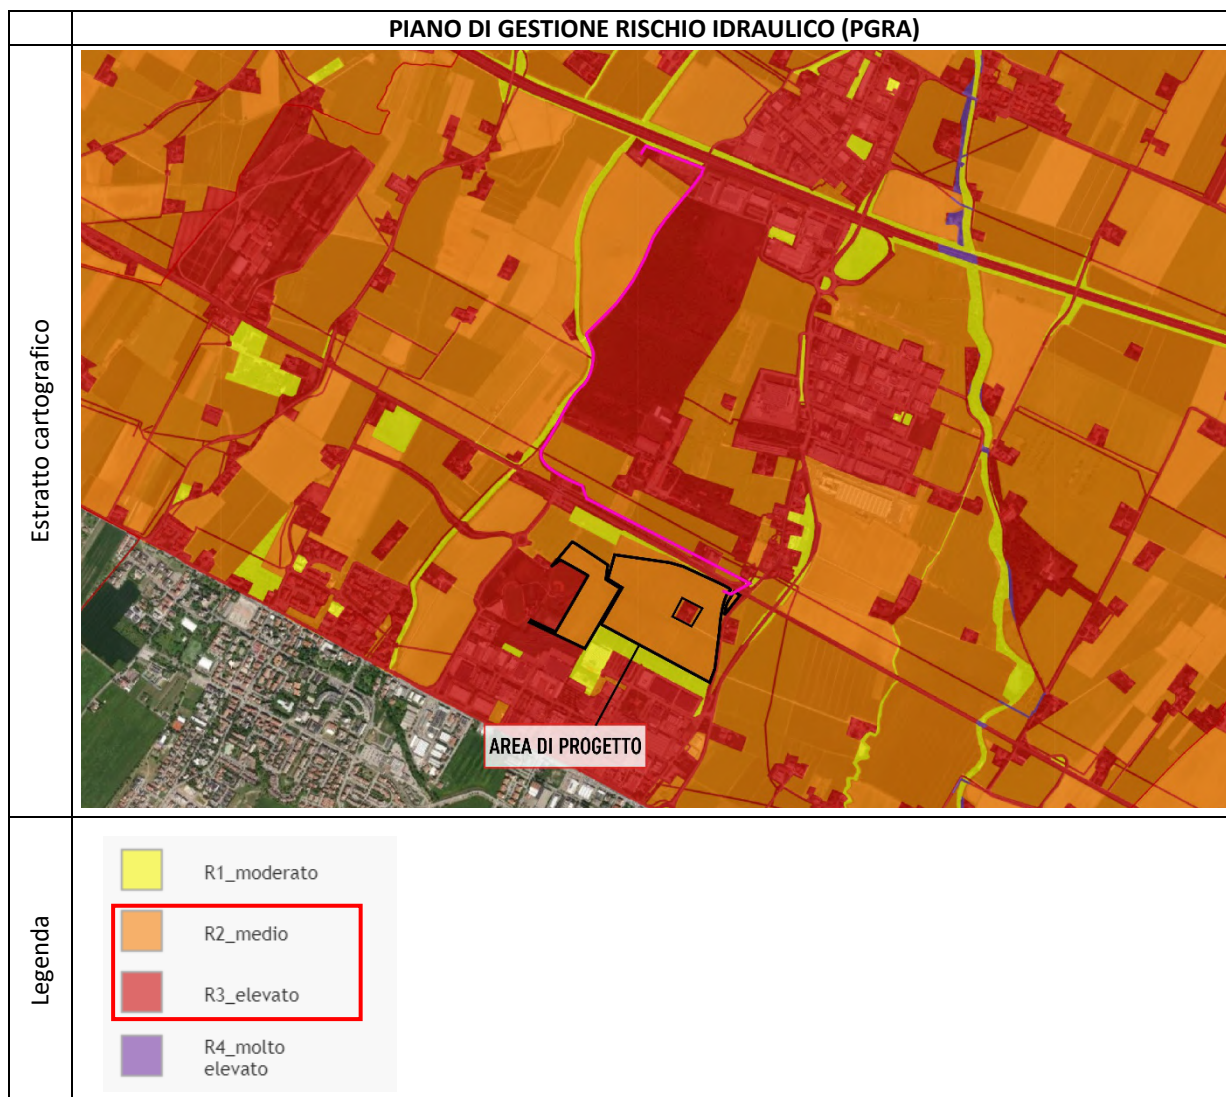 PIANO DI GESTIONE RISCHIO IDRAULICO (PGRA)
Estratto cartografico
AREA DI PROGETTO
Legenda
R1_moderato
R2_medio
R3_elevato
R4_molto
elevato